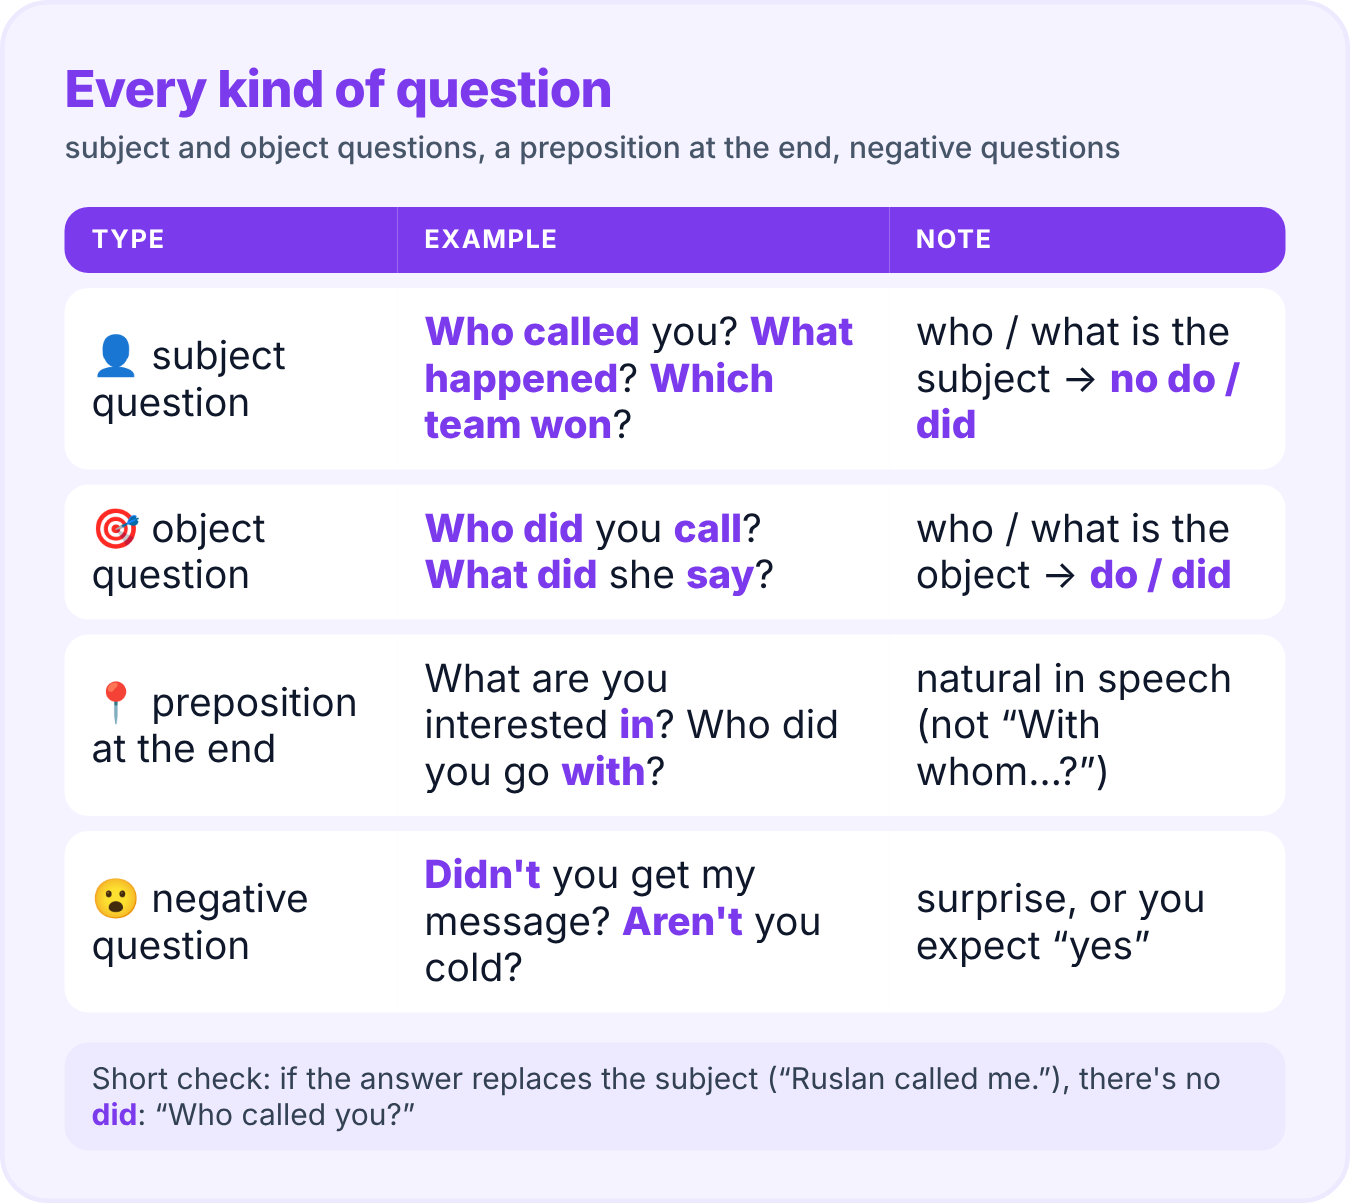 Every kind of question
subject and object questions, a preposition at the end, negative questions
TYPE EXAMPLE NOTE
subject
question
Who called you? What
happened? Which
team won?
who / what is the
subject → no do /
did
object
question
Who did you call?
What did she say?
who / what is the
object → do / did
preposition
at the end
What are you
interested in? Who did
you go with?
natural in speech
(not “With
whom…?”)
negative
question
Didn't you get my
message? Aren't you
cold?
surprise, or you
expect “yes”
Short check: if the answer replaces the subject (“Ruslan called me.”), there's no
did: “Who called you?”